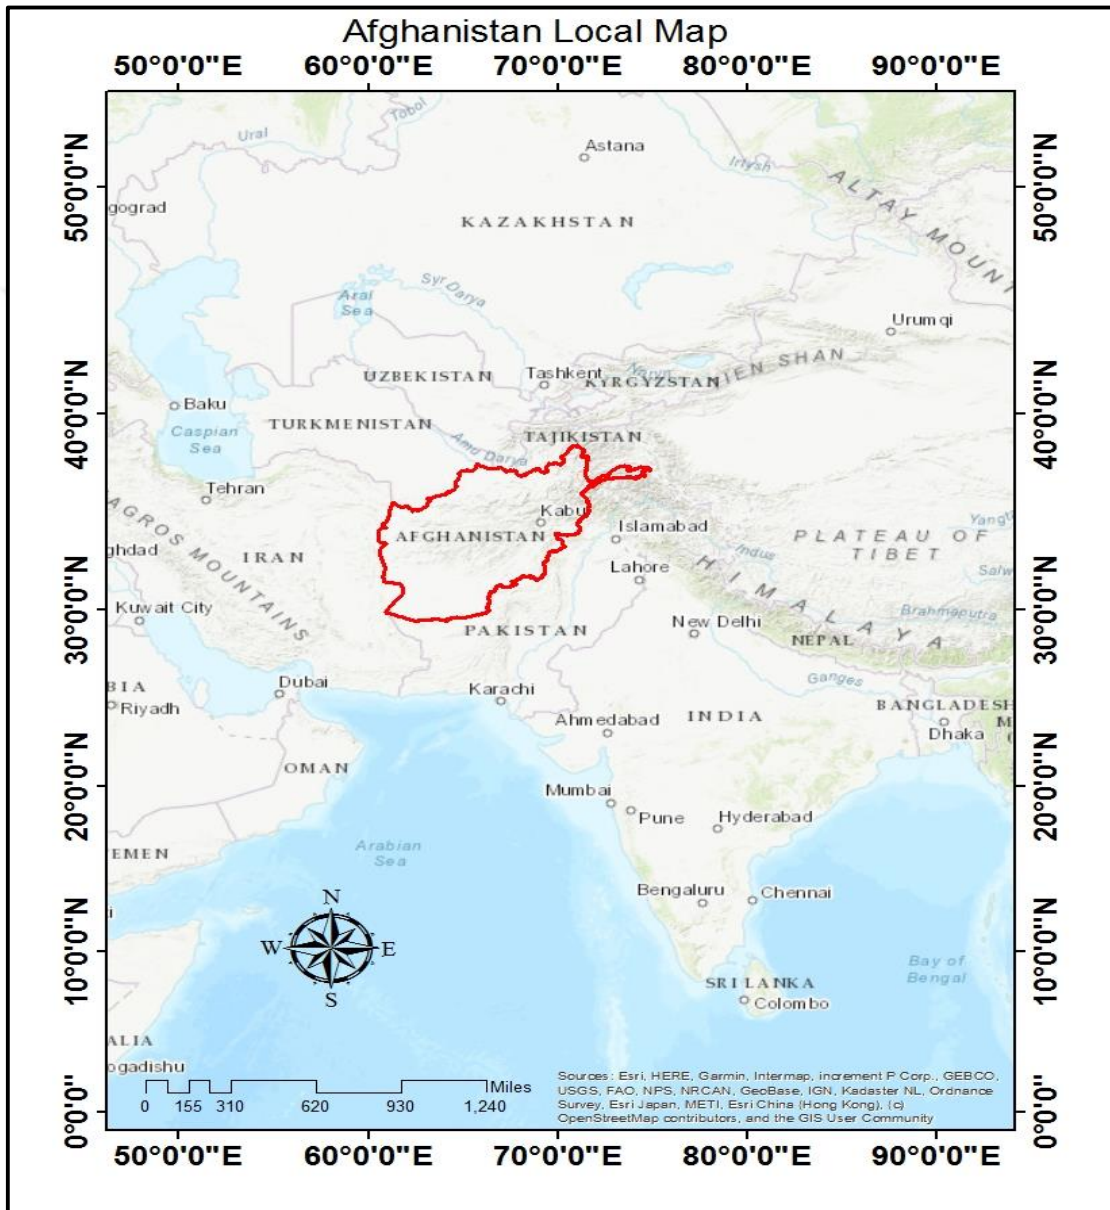 Afghanistan Local Map
50°0'0"E 60°0'0"E 70°0'0"E 80°0'0"E 90°0'0"E
Tobol
Ural
Astana
Irtysh
50°0'0"N
50°0'0"N
ALTAY MOUNT
gograd
KAZAKHSTAN
Aral
Sea
Syr Darya
Urumqi
UZBEKISTAN
Tashkent
Naryn
KYRGYZSTAN
TIEN SHAN
40°0'0"N
40°0'0"N
Baku
Caspian
Sea
TURKMENISTAN
Amu Darya
TAJIKISTAN
Tehran
AGROS MOUNTAINS
Kabu
AFGHANISTAN
Islamabad
PLATEAU OF
TIBET
Yangt
ghdad
IRAN
Lahore
Indus
Salw
HIMALAYA
Brahmaputra
30°0'0"N
30°0'0"N
Kuwait City
PAKISTAN
New Delhi
NEPAL
BIA
Dubai
Karachi
Ganges
Riyadh
Ahmedabad
INDIA
BANGLADESH
M
Dhaka
OMAN
20°0'0"N
20°0'0"N
Mumbai
Pune
Hyderabad
EMEN
Arabian
Sea
Bengaluru
Chennai
N
W E
S
10°0'0"N
10°0'0"N
Bay of
Bengal
SRI LANKA
Colombo
ALIA
ogadishu
Miles
0 155 310 620 930 1,240
Sources: Esri, HERE, Garmin, Intermap, increment P Corp., GEBCO,
USGS, FAO, NPS, NRCAN, GeoBase, IGN, Kadaster NL, Ordnance
Survey, Esri Japan, METI, Esri China (Hong Kong), (c)
OpenStreetMap contributors, and the GIS User Community
0°0'0"
0°0'0"
50°0'0"E 60°0'0"E 70°0'0"E 80°0'0"E 90°0'0"E